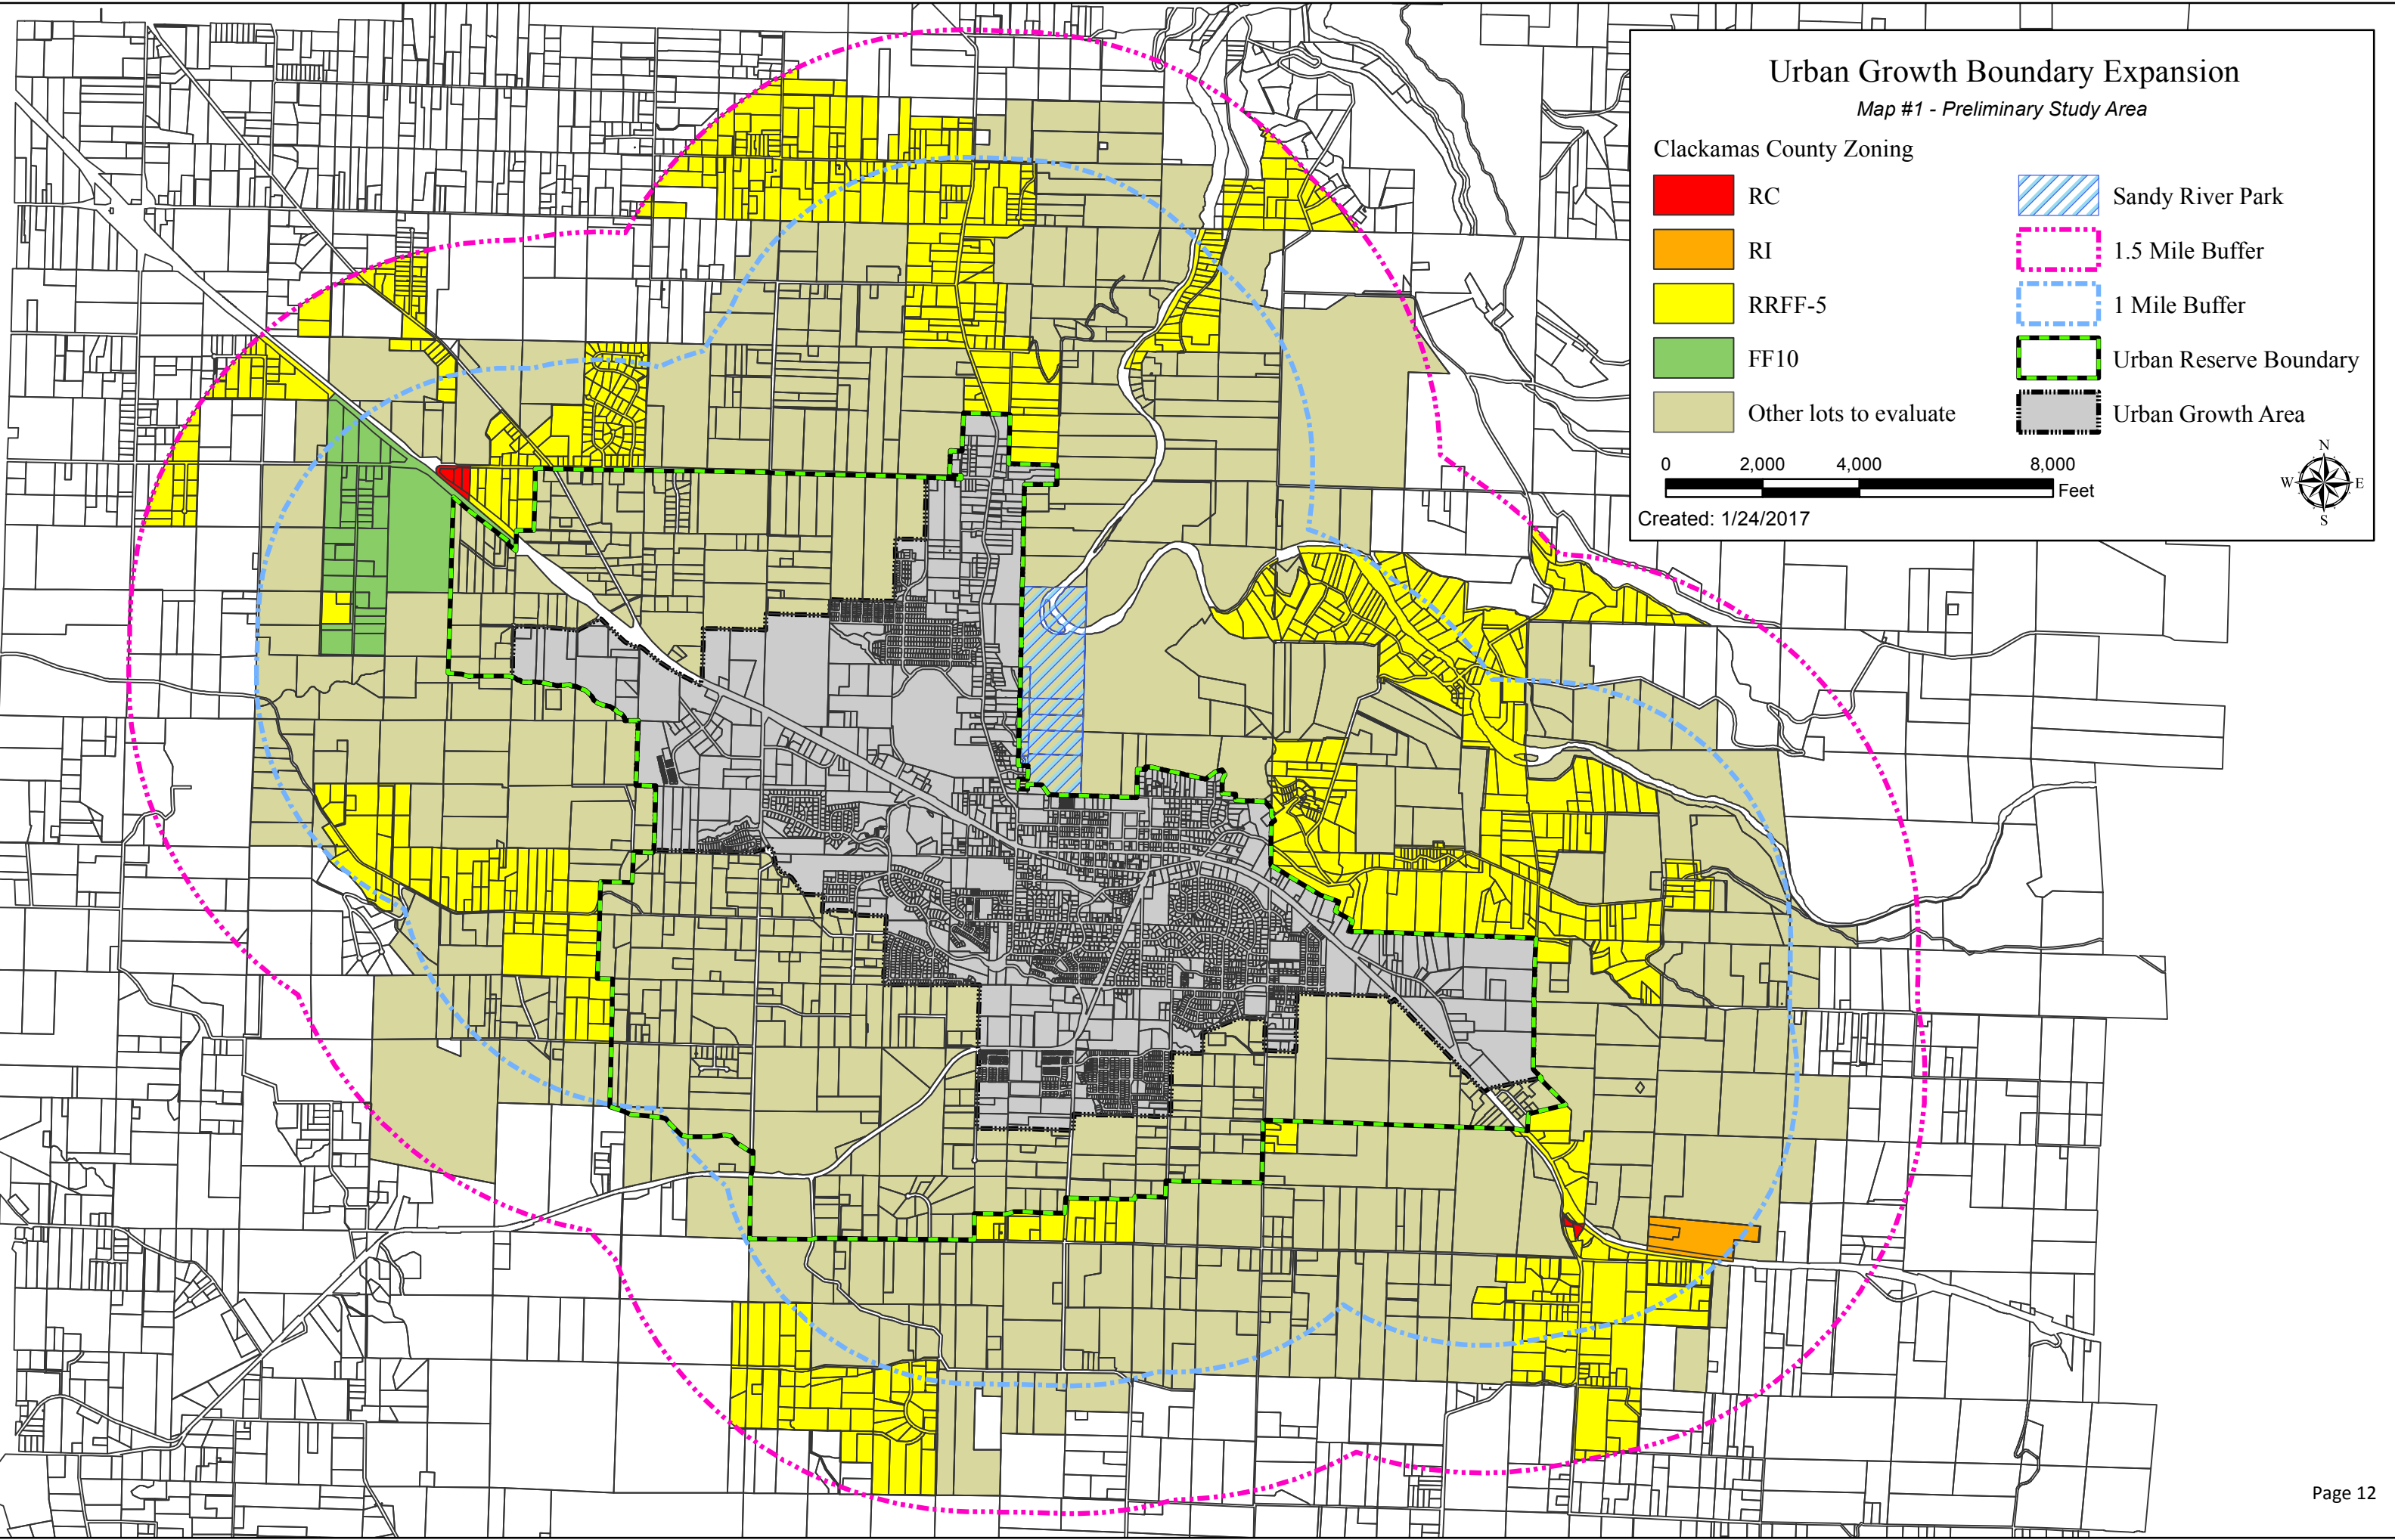 Urban Growth Boundary Expansion
Map #1 - Preliminary Study Area
Clackamas County Zoning
RC
RI
RRFF-5
FF10
Other lots to evaluate
Sandy River Park
1.5 Mile Buffer
1 Mile Buffer
Urban Reserve Boundary
Urban Growth Area
0 2,000 4,000 8,000
Feet
N
W E
S
Created: 1/24/2017
Page 12